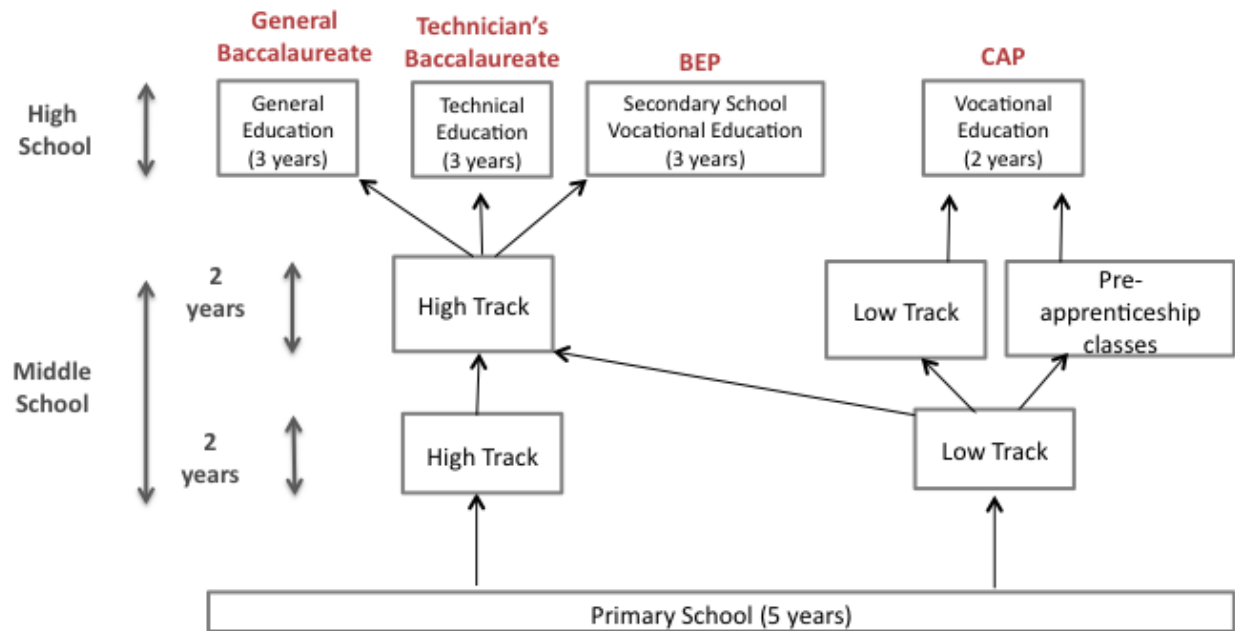 General
Baccalaureate
Technician’s
Baccalaureate
BEP
CAP
High
School
General
Education
(3 years)
Technical
Education
(3 years)
Secondary School
Vocational Education
(3 years)
Vocational
Education
(2 years)
Middle
School
2
years
High Track
Low Track
Pre-
apprenticeship
classes
2
years
High Track
Low Track
Primary School (5 years)